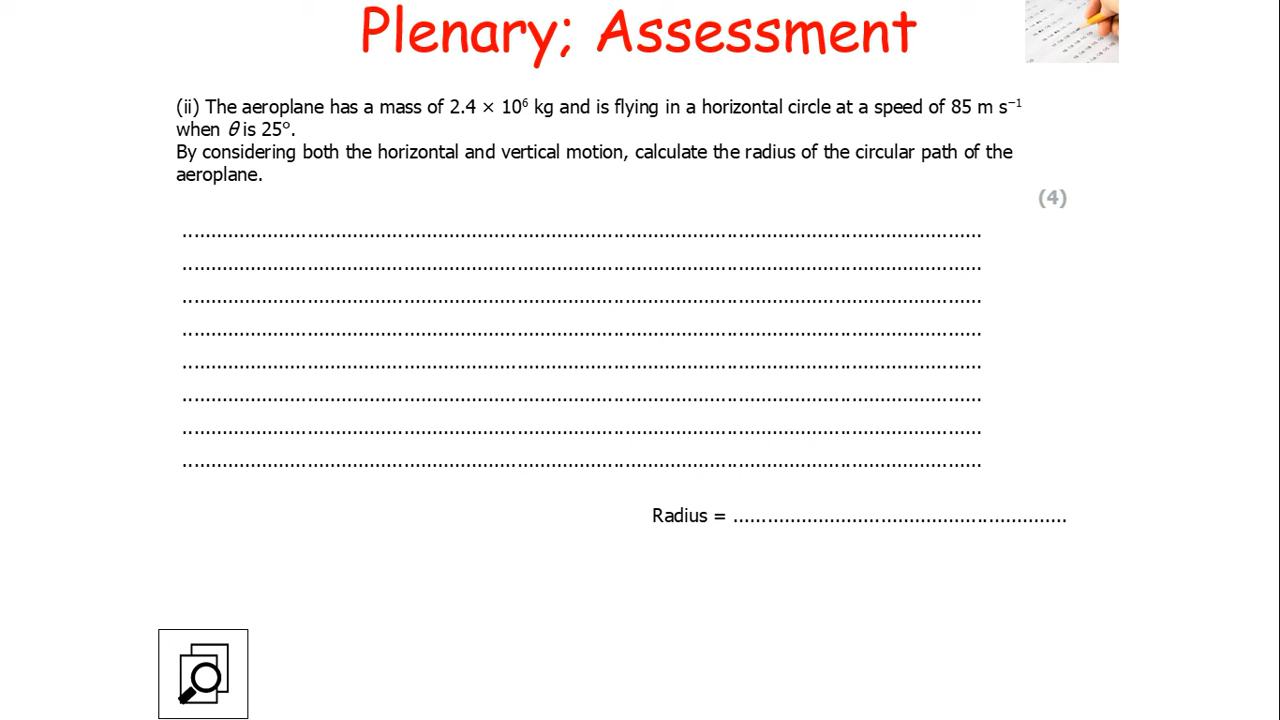 Plenary; Assessment
(ii) The aeroplane has a mass of 2.4 × 10⁶ kg and is flying in a horizontal circle at a speed of 85 m s⁻¹
when θ is 25°.
By considering both the horizontal and vertical motion, calculate the radius of the circular path of the
aeroplane.
(4)
Radius = ............................................................